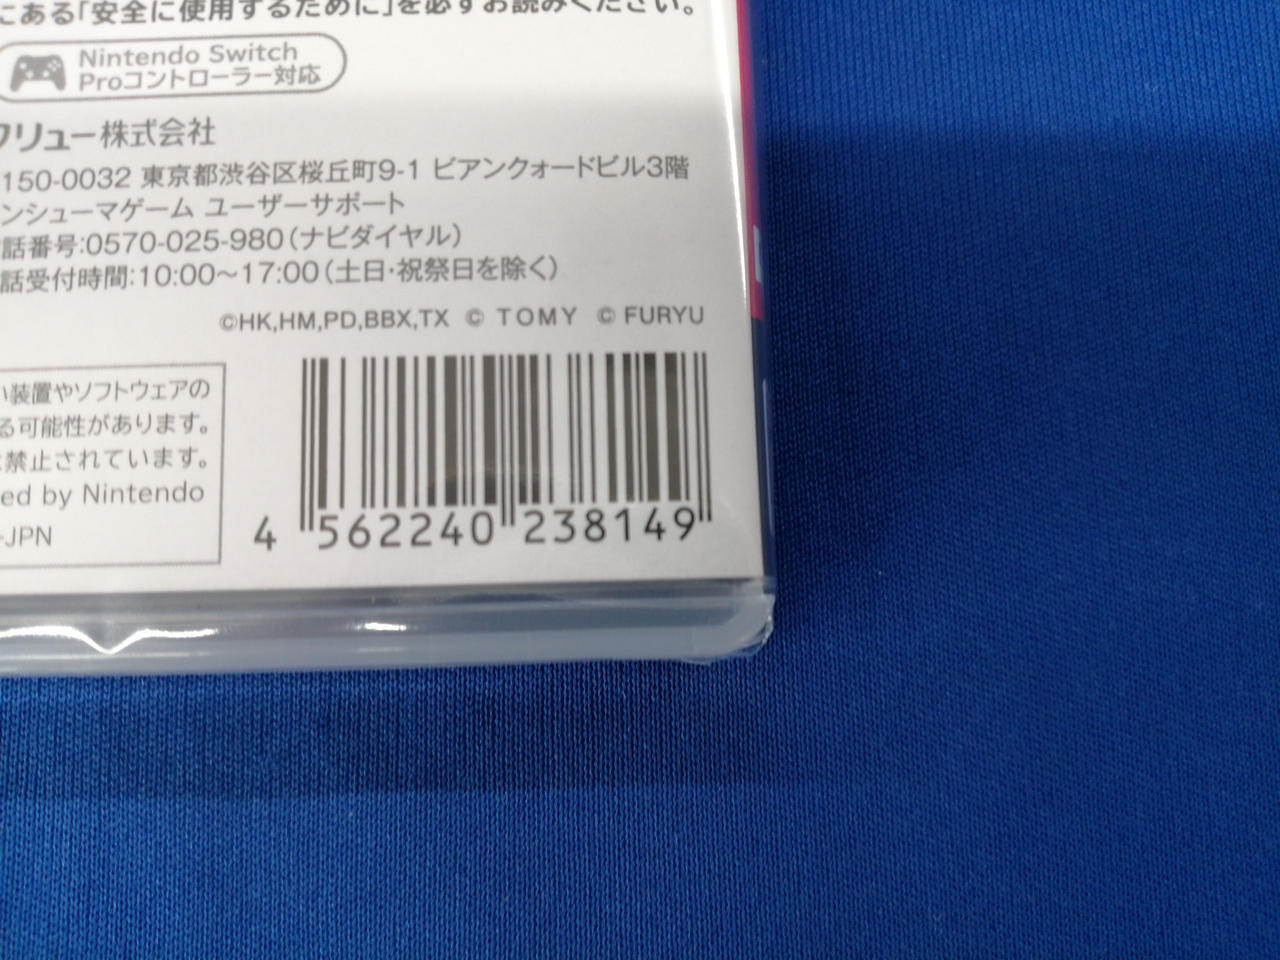 にある「安全に使用するために」を必ずお読みください。
Nintendo Switch
Proコントローラー対応
フリュー株式会社
150-0032 東京都渋谷区桜丘町9-1 ビアンクォードビル3階
ンシューマゲーム ユーザーサポート
話番号:0570-025-980(ナビダイヤル)
話受付時間:10:00〜17:00(土日・祝祭日を除く)
©HK,HM,PD,BBX,TX © TOMY © FURYU
い装置やソフトウェアの
る可能性があります。
禁止されています。
ed by Nintendo
-JPN
4 562240 238149